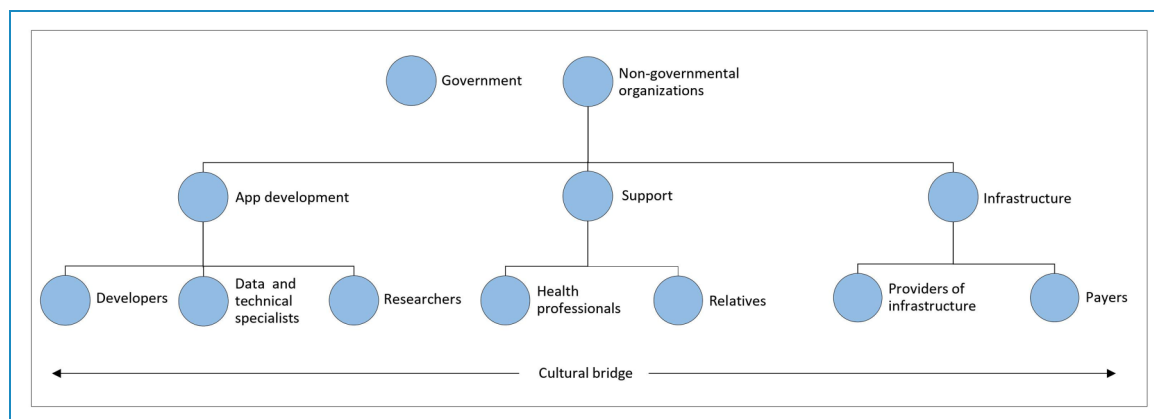 Government
Non-governmental
organizations
App development
Support
Infrastructure
Developers
Data and
technical
specialists
Researchers
Health
professionals
Relatives
Providers of
infrastructure
Payers
Cultural bridge